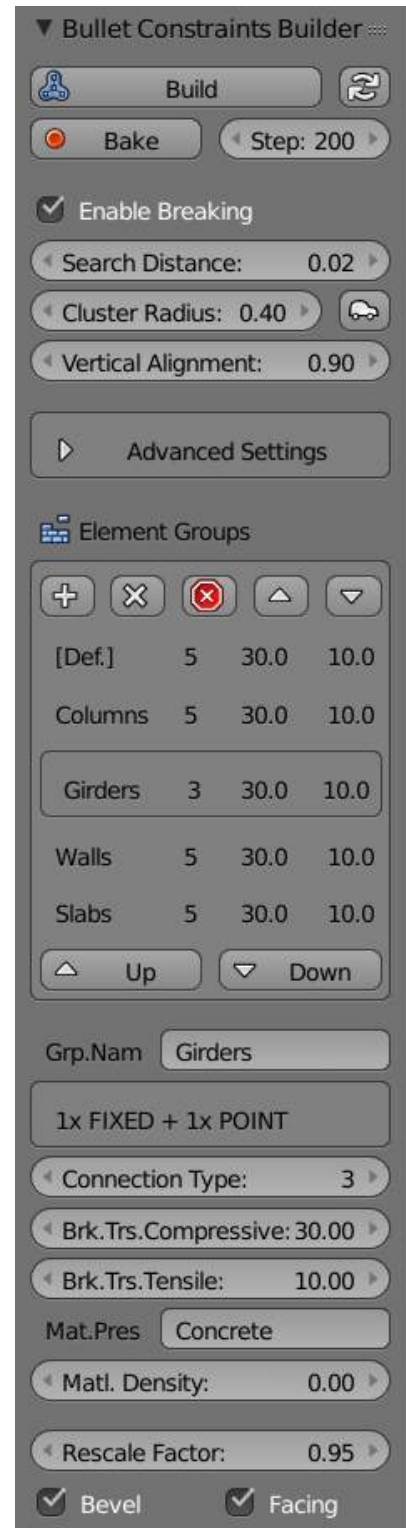 Bullet Constraints Builder
Build
Bake Step: 200
Enable Breaking
Search Distance: 0.02
Cluster Radius: 0.40
Vertical Alignment: 0.90
Advanced Settings
Element Groups
[Def.] 5 30.0 10.0
Columns 5 30.0 10.0
Girders 3 30.0 10.0
Walls 5 30.0 10.0
Slabs 5 30.0 10.0
Up Down
Grp.Nam Girders
1x FIXED + 1x POINT
Connection Type: 3
Brk.Trs.Compressive: 30.00
Brk.Trs.Tensile: 10.00
Mat.Pres Concrete
Matl. Density: 0.00
Rescale Factor: 0.95
Bevel Facing